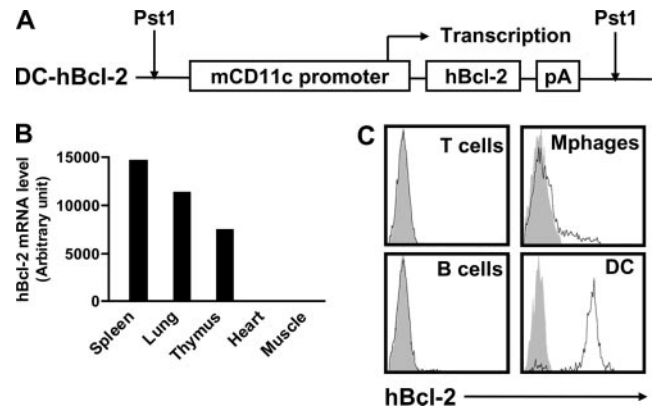 A
Pst1
Pst1
Transcription
DC-hBcl-2
mCD11c promoter
hBcl-2
pA
B
hBcl-2 mRNA level
(Arbitrary unit)
15000
10000
5000
0
Spleen
Lung
Thymus
Heart
Muscle
C
T cells
Mphages
B cells
DC
hBcl-2